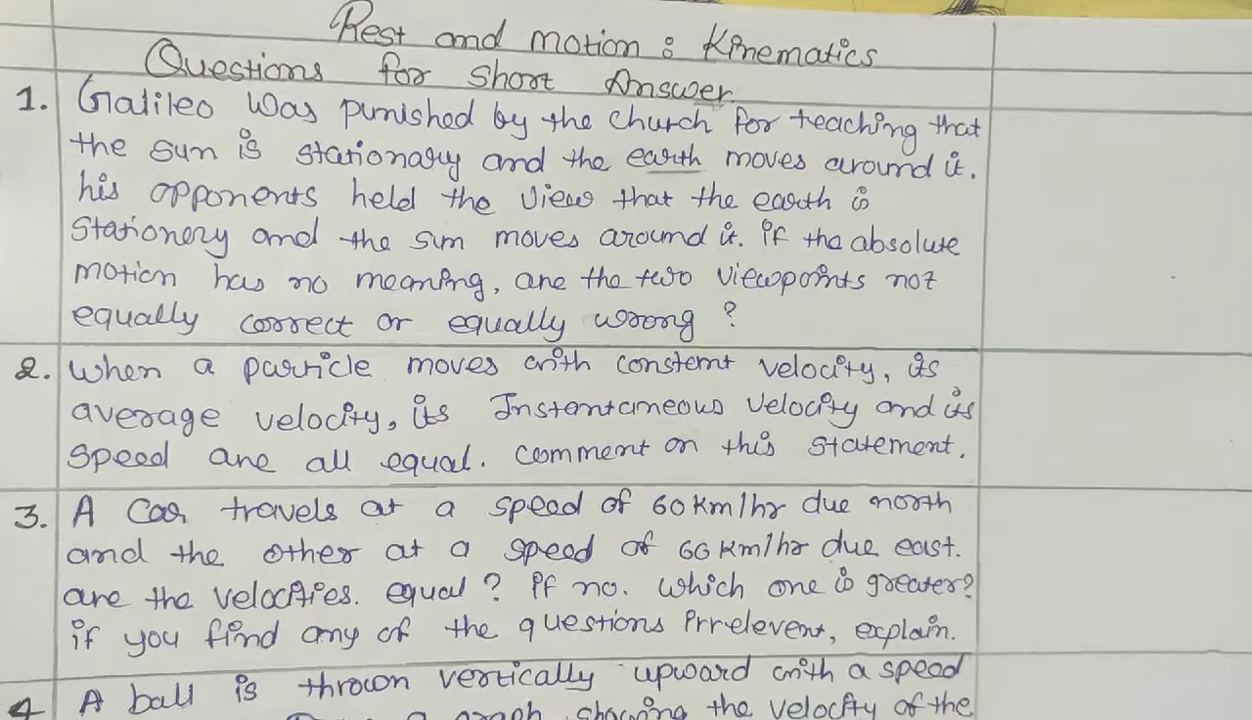 Rest and motion : Kinematics
Questions for short Answer
1. Galileo was punished by the church for teaching that
the sun is stationary and the earth moves around it.
his opponents held the view that the earth is
stationery and the sun moves around it. if the absolute
motion has no meaning, are the two viewpoints not
equally correct or equally wrong ?
2. When a particle moves with constant velocity, its
average velocity, its Instantaneous velocity and its
speed are all equal. comment on this statement.
3. A car travels at a speed of 60km/hr due north
and the other at a speed of 60km/hr due east.
are the velocities. equal ? if no. which one is greater?
if you find any of the questions irrelevent, explain.
4 A ball is thrown vertically upward with a speed
a graph showing the velocity of the